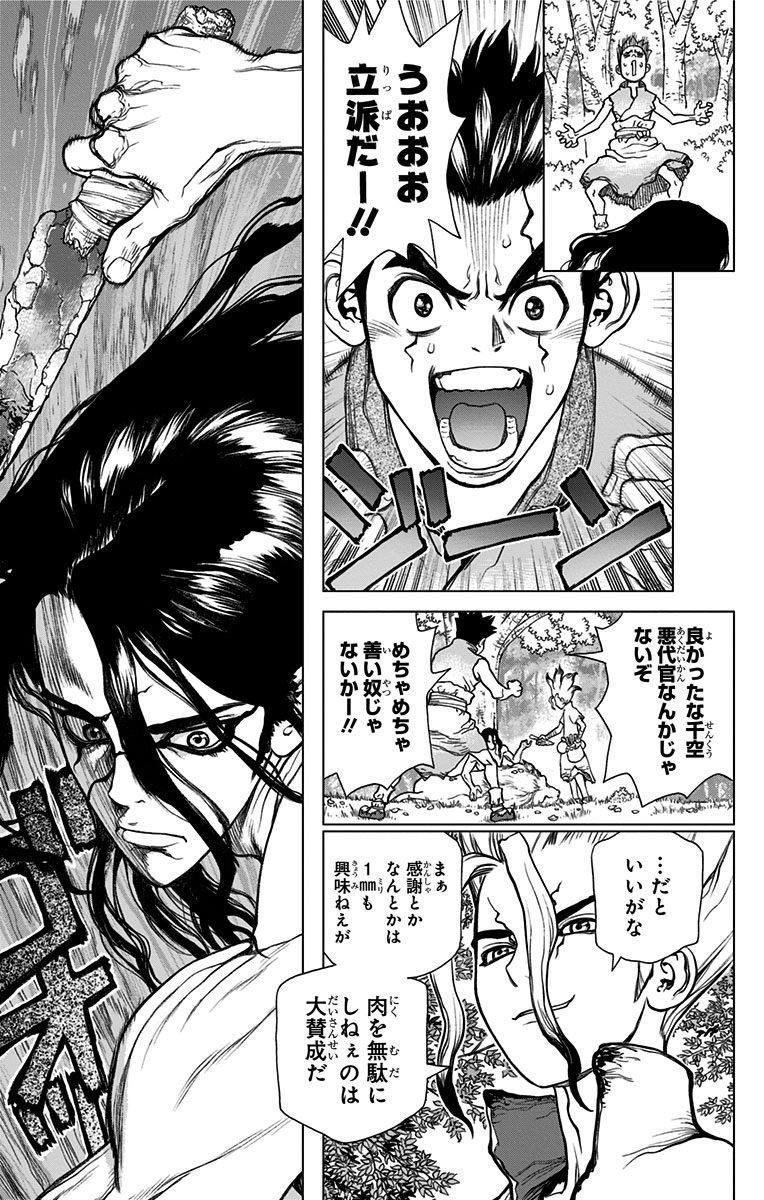 うおおお
立派だー!!
良かったな千空
悪代官なんかじゃ
ないぞ
めちゃめちゃ
善い奴じゃ
ないかー!!
…だと
いいがな
まぁ
感謝とか
なんとかは
1㎜も
興味ねえが
肉を無駄に
しねぇのは
大賛成だ